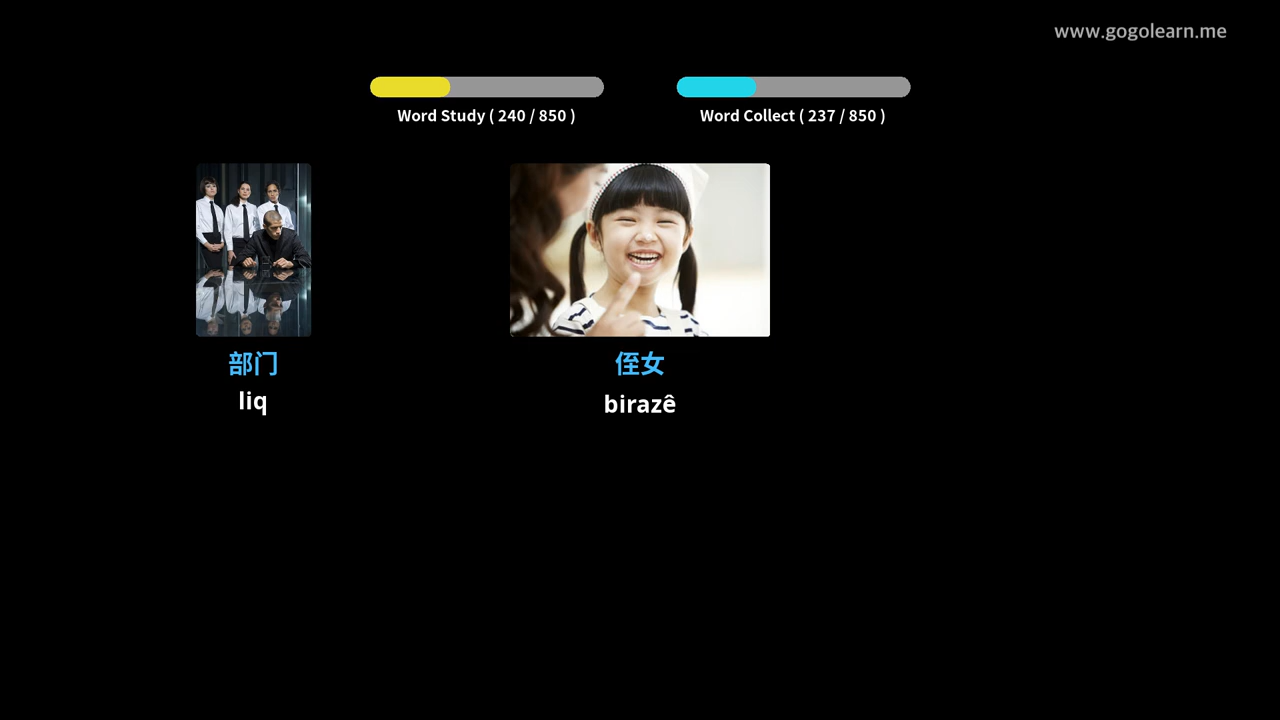 www.gogolearn.me
Word Study ( 240 / 850 )
Word Collect ( 237 / 850 )
部门
liq
侄女
birazê